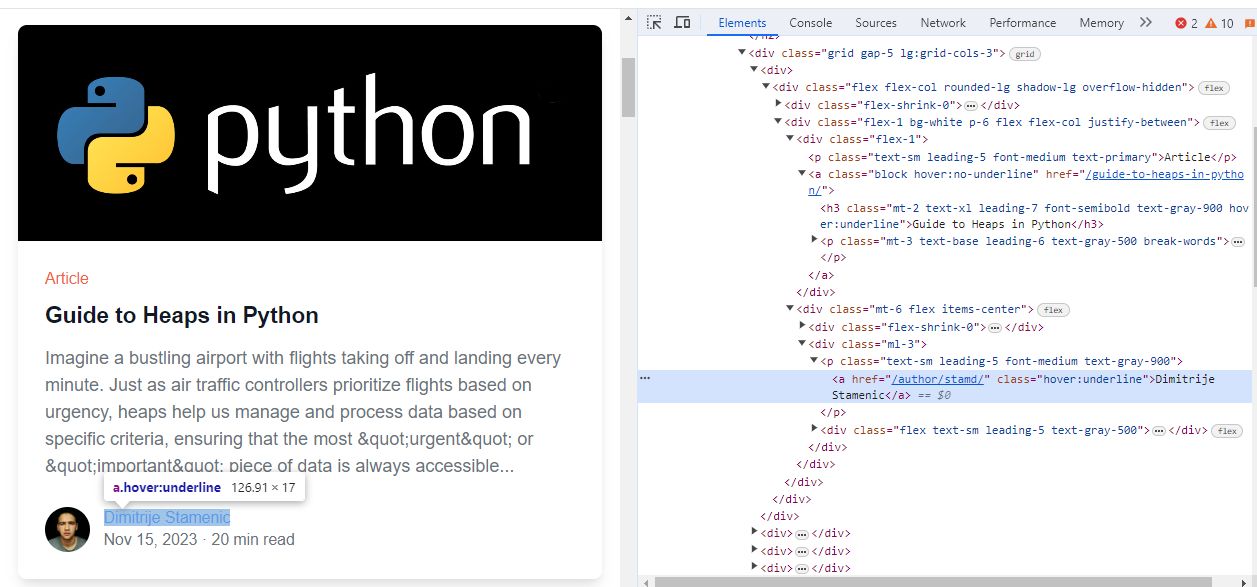 python
Article
Guide to Heaps in Python
Imagine a bustling airport with flights taking off and landing every
minute. Just as air traffic controllers prioritize flights based on
urgency, heaps help us manage and process data based on
specific criteria, ensuring that the most &quot;urgent&quot; or
&quot;important&quot; piece of data is always accessible...
a.hover:underline 126.91 × 17
Dimitrije Stamenic
Nov 15, 2023 · 20 min read
Elements Console Sources Network Performance Memory 2 10
</h2>
<div class="grid gap-5 lg:grid-cols-3"> grid
<div>
<div class="flex flex-col rounded-lg shadow-lg overflow-hidden"> flex
<div class="flex-shrink-0"> … </div>
<div class="flex-1 bg-white p-6 flex flex-col justify-between"> flex
<div class="flex-1">
<p class="text-sm leading-5 font-medium text-primary">Article</p>
<a class="block hover:no-underline" href="/guide-to-heaps-in-pytho
n/">
<h3 class="mt-2 text-xl leading-7 font-semibold text-gray-900 hov
er:underline">Guide to Heaps in Python</h3>
<p class="mt-3 text-base leading-6 text-gray-500 break-words"> …
</p>
</a>
</div>
<div class="mt-6 flex items-center"> flex
<div class="flex-shrink-0"> … </div>
<div class="ml-3">
<p class="text-sm leading-5 font-medium text-gray-900">
<a href="/author/stamd/" class="hover:underline">Dimitrije
Stamenic</a> == $0
</p>
<div class="flex text-sm leading-5 text-gray-500"> … </div> flex
</div>
</div>
</div>
</div>
</div>
<div> … </div>
<div> … </div>
<div> … </div>